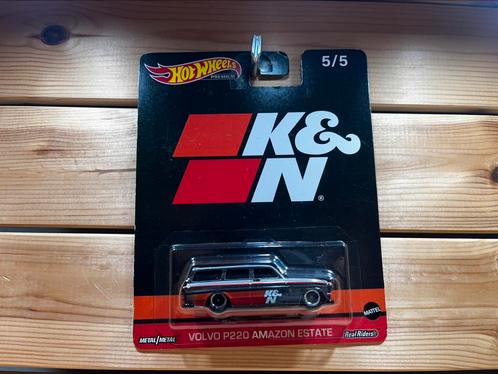 HOT WHEELS
PREMIUM
5/5
K&
N®
K&
N
VOLVO P220 AMAZON ESTATE
METAL/METAL
Real Riders®
MATTEL